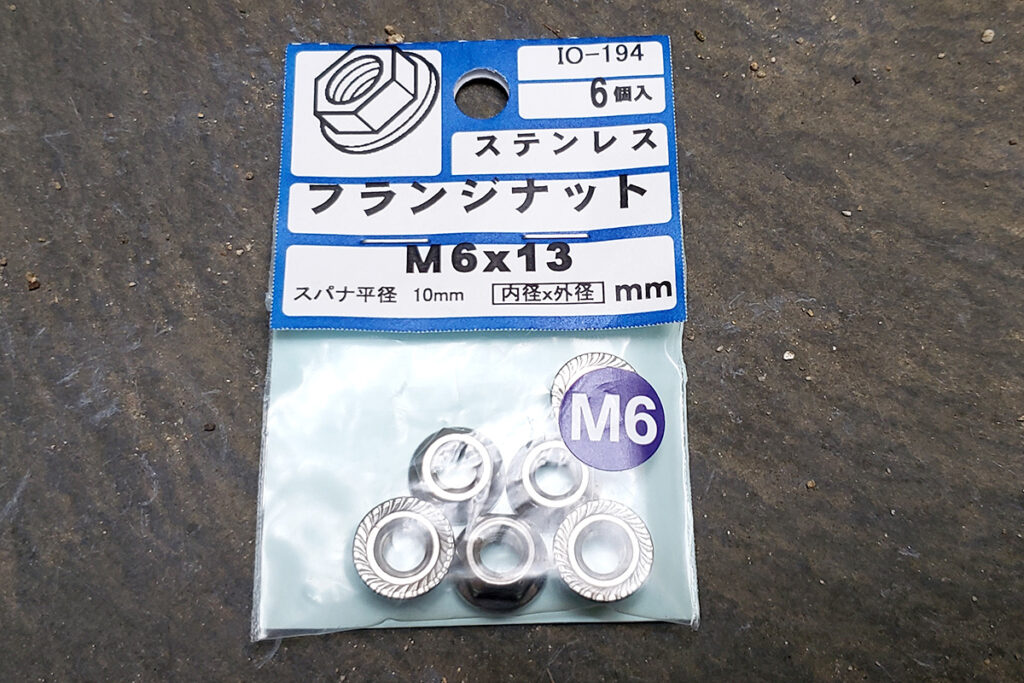 IO-194
6個入
ステンレス
フランジナット
M6x13
スパナ平径 10mm 内径x外径 mm
M6